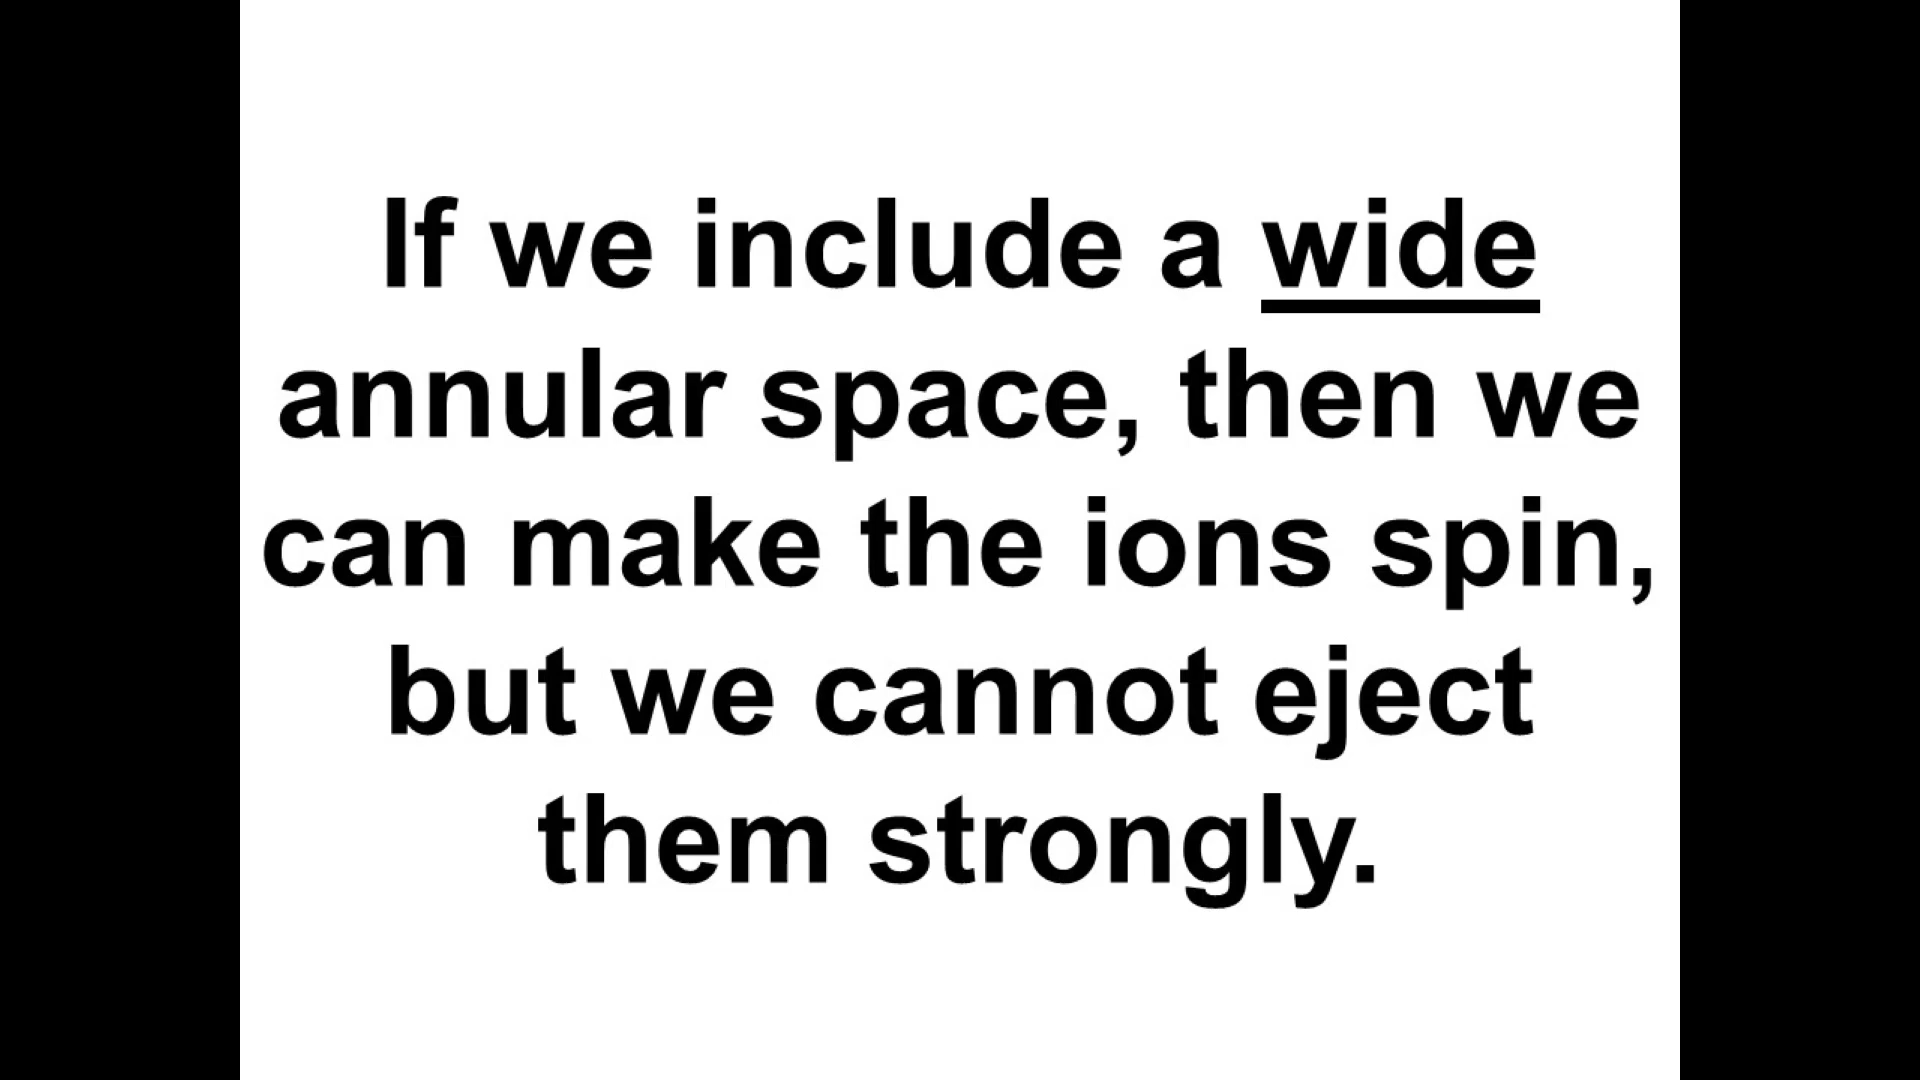 If we include a wide
annular space, then we
can make the ions spin,
but we cannot eject
them strongly.